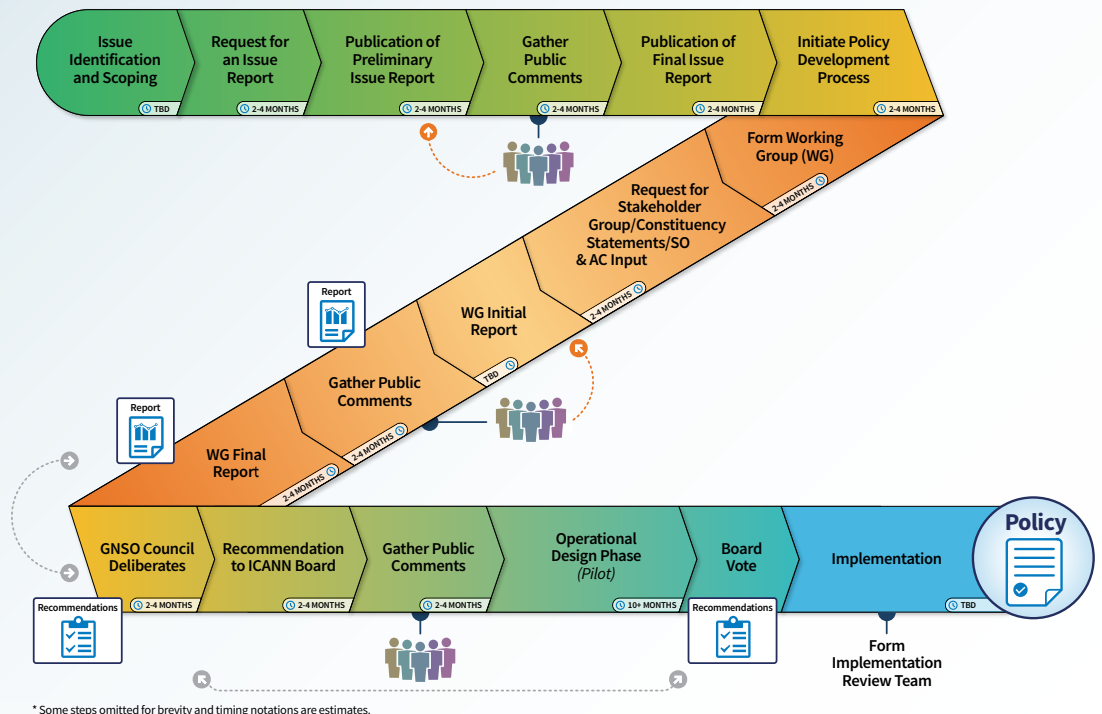 Issue
Identification
and Scoping
TBD
Request for
an Issue
Report
2-4 MONTHS
Publication of
Preliminary
Issue Report
2-4 MONTHS
Gather
Public
Comments
2-4 MONTHS
Publication of
Final Issue
Report
2-4 MONTHS
Initiate Policy
Development
Process
2-4 MONTHS
Form Working
Group (WG)
2-4 MONTHS
Request for
Stakeholder
Group/Constituency
Statements/SO
& AC Input
2-4 MONTHS
WG Initial
Report
TBD
Report
Gather Public
Comments
2-4 MONTHS
Report
WG Final
Report
2-4 MONTHS
GNSO Council
Deliberates
2-4 MONTHS
Recommendations
Recommendation
to ICANN Board
2-4 MONTHS
Gather Public
Comments
2-4 MONTHS
Operational
Design Phase
(Pilot)
10+ MONTHS
Board
Vote
Recommendations
Implementation
TBD
Policy
Form
Implementation
Review Team
* Some steps omitted for brevity and timing notations are estimates.